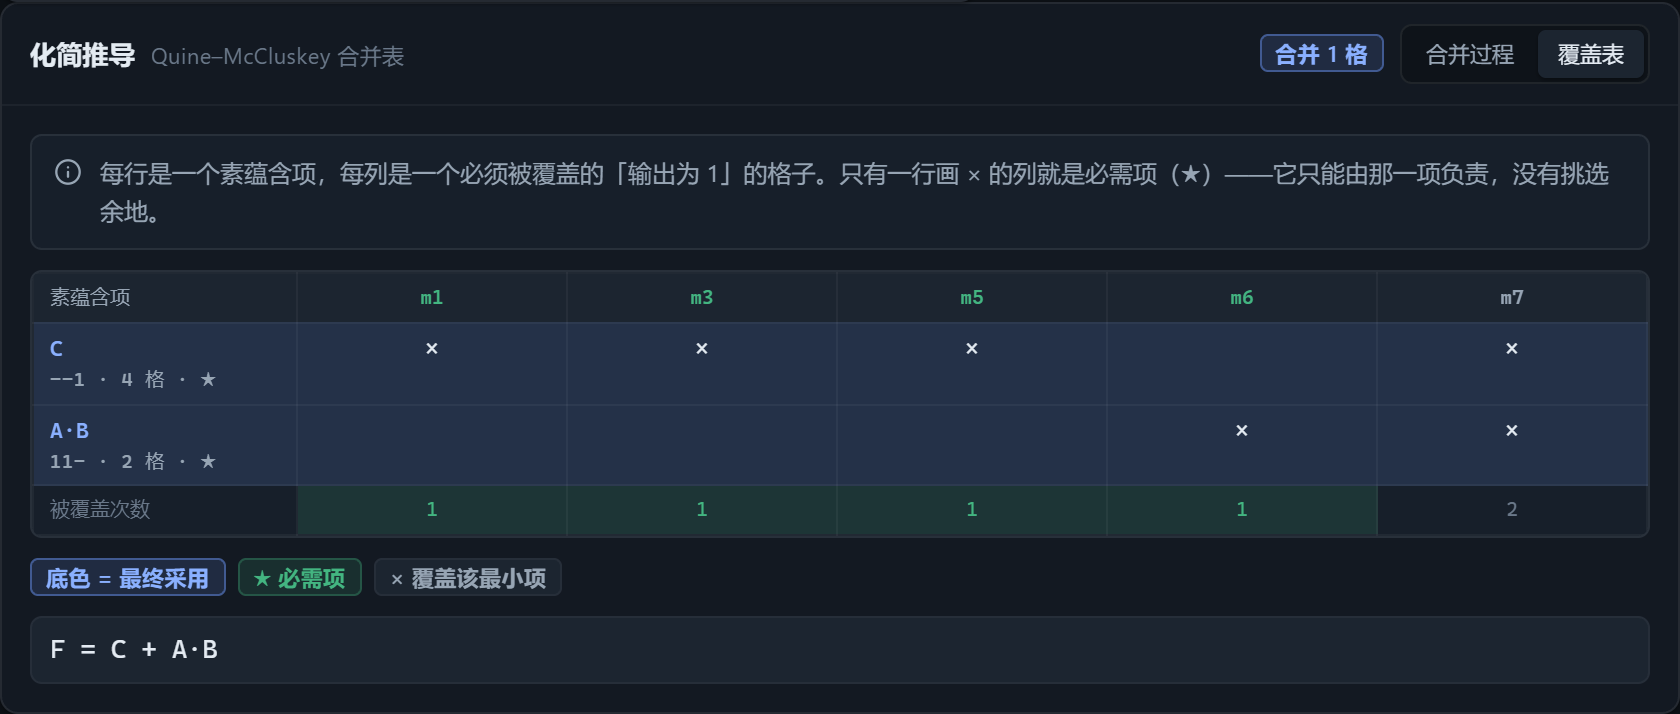 化简推导 Quine–McCluskey 合并表 合并 1 格 合并过程 覆盖表
每行是一个素蕴含项，每列是一个必须被覆盖的「输出为 1」的格子。只有一行画 × 的列就是必需项（★）——它只能由那一项负责，没有挑选
余地。
素蕴含项 m1 m3 m5 m6 m7
C × × × ×
--1 · 4 格 · ★
A·B × ×
11- · 2 格 · ★
被覆盖次数 1 1 1 1 2
底色 = 最终采用 ★ 必需项 × 覆盖该最小项
F = C + A·B